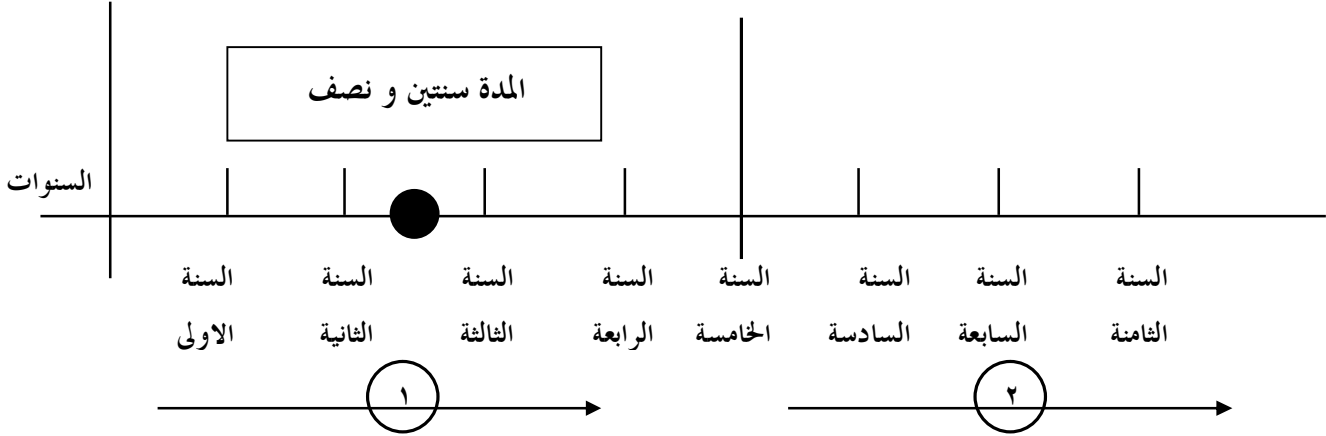 المدة سنتين و نصف
السنوات
السنة السنة السنة السنة السنة السنة السنة السنة
الاولى الثانية الثالثة الرابعة الخامسة السادسة السابعة الثامنة
١ ٢